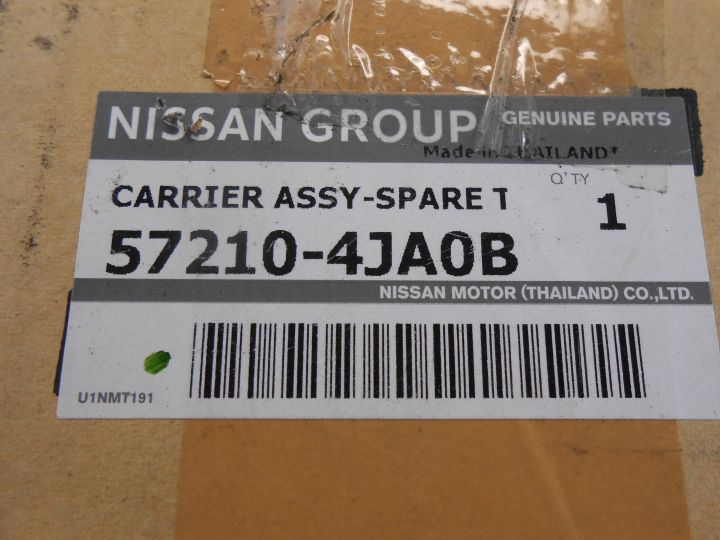 NISSAN GROUP GENUINE PARTS
Made in THAILAND*
CARRIER ASSY-SPARE T
Q'TY
1
57210-4JA0B
NISSAN MOTOR (THAILAND) CO.,LTD.
U1NMT191